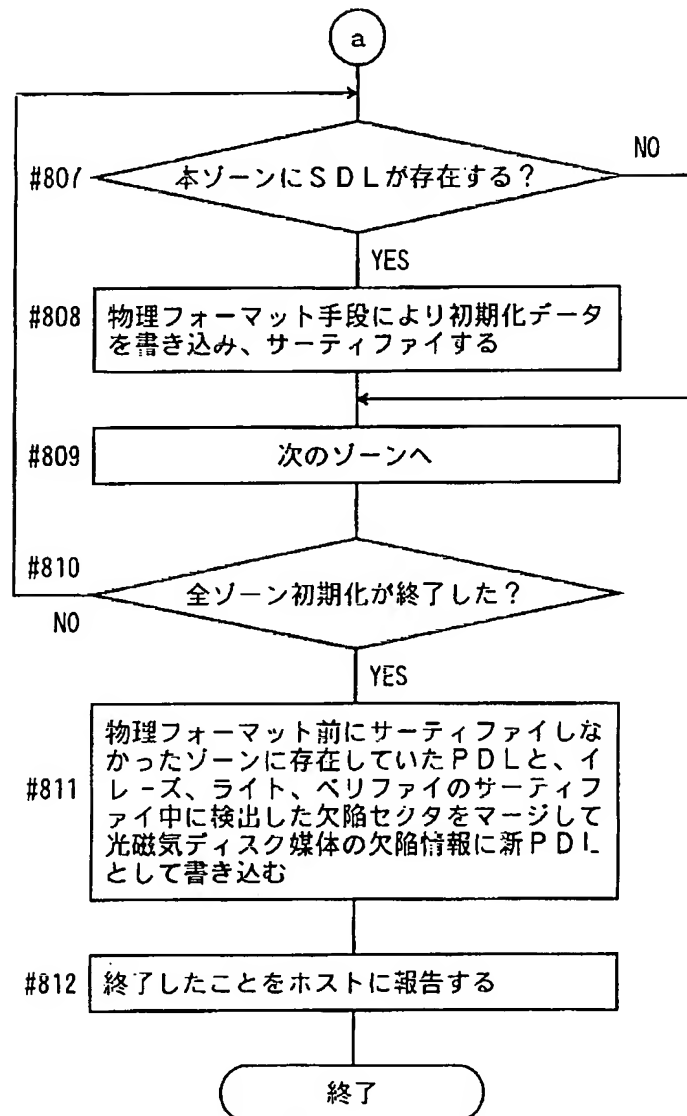 a
NO
#807
本ゾーンにSDLが存在する?
YES
#808
物理フォーマット手段により初期化データ
を書き込み、サーティファイする
#809
次のゾーンへ
#810
全ゾーン初期化が終了した?
NO
YES
#811
物理フォーマット前にサーティファイしな
かったゾーンに存在していたPDLと、イ
レーズ、ライト、ベリファイのサーティフ
ァイ中に検出した欠陥セクタをマージして
光磁気ディスク媒体の欠陥情報に新PDL
として書き込む
#812
終了したことをホストに報告する
終了